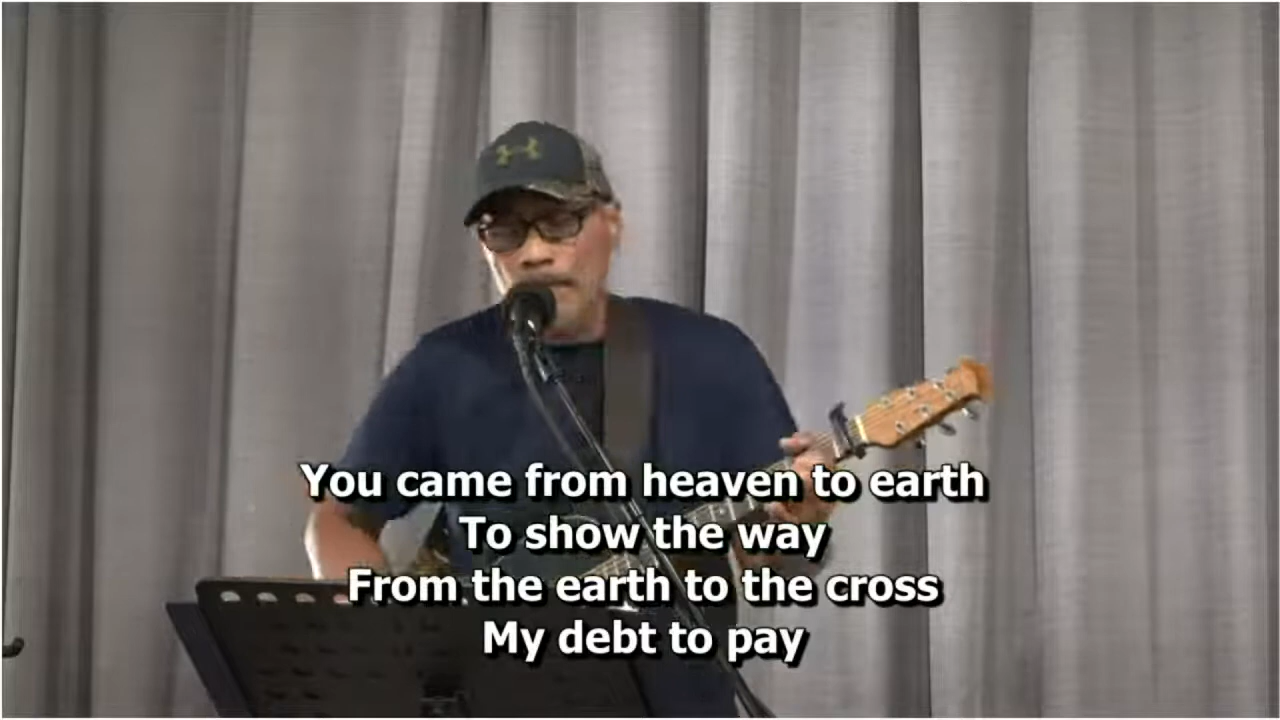 You came from heaven to earth
To show the way
From the earth to the cross
My debt to pay